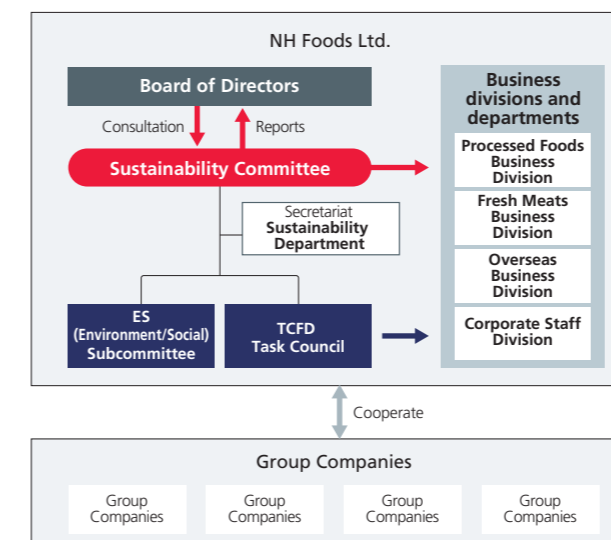 NH Foods Ltd.
Board of Directors
Consultation
Reports
Sustainability Committee
Secretariat
Sustainability
Department
ES
(Environment/Social)
Subcommittee
TCFD
Task Council
Business
divisions and
departments
Processed Foods
Business
Division
Fresh Meats
Business
Division
Overseas
Business
Division
Corporate Staff
Division
Cooperate
Group Companies
Group
Companies
Group
Companies
Group
Companies
Group
Companies